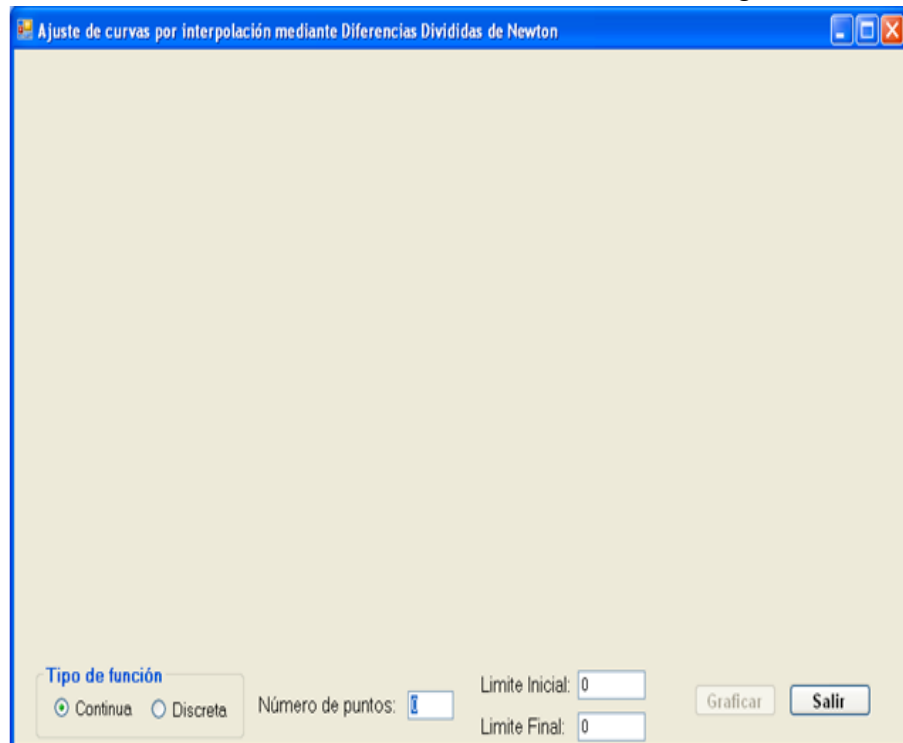 Ajuste de curvas por interpolación mediante Diferencias Divididas de Newton
Tipo de función
Continua Discreta
Número de puntos: 0
Limite Inicial: 0
Limite Final: 0
Graficar Salir